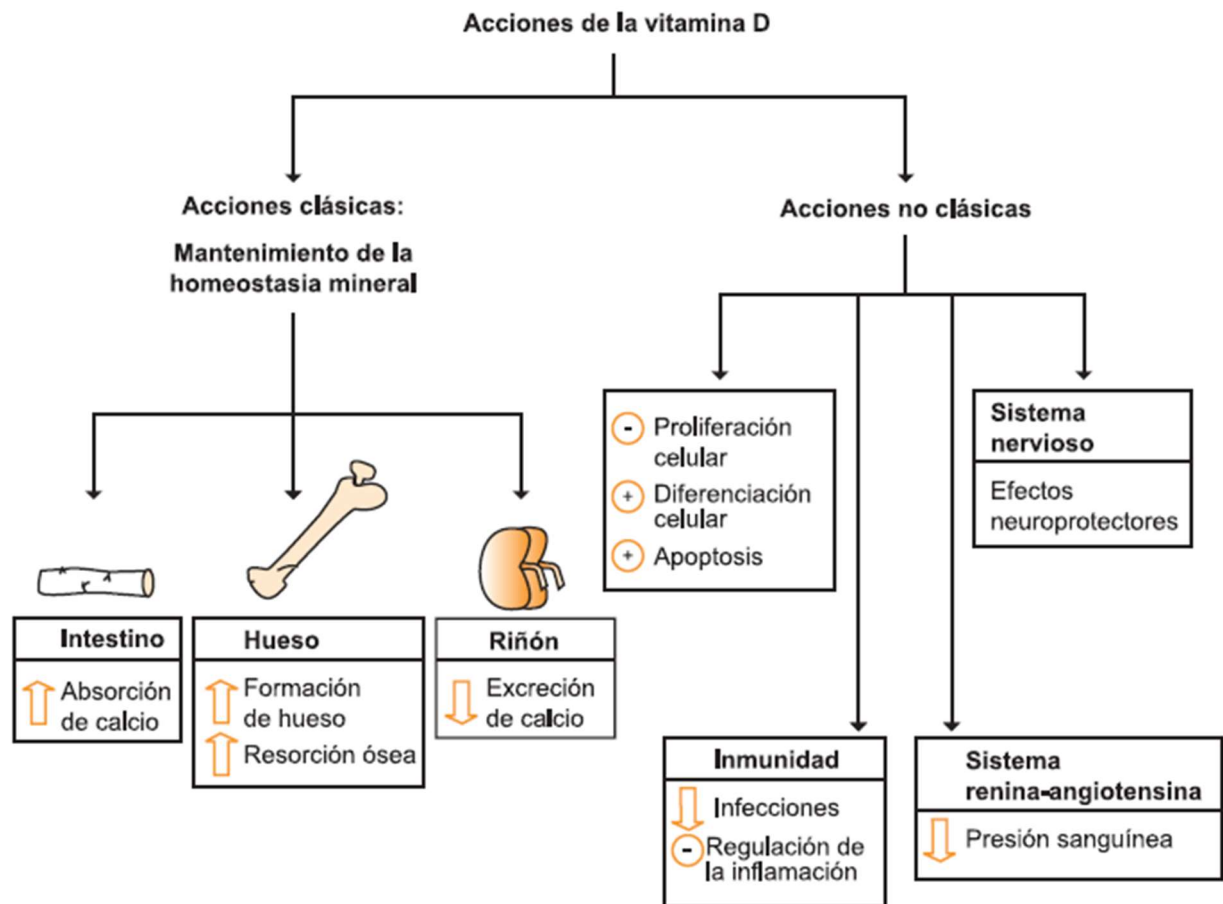 Acciones de la vitamina D
Acciones clásicas:
Mantenimiento de la
homeostasia mineral
Intestino
Absorción
de calcio
Hueso
Formación
de hueso
Resorción ósea
Riñón
Excreción
de calcio
Acciones no clásicas
- Proliferación
celular
+ Diferenciación
celular
+ Apoptosis
Sistema
nervioso
Efectos
neuroprotectores
Inmunidad
Infecciones
- Regulación de
la inflamación
Sistema
renina-angiotensina
Presión sanguínea